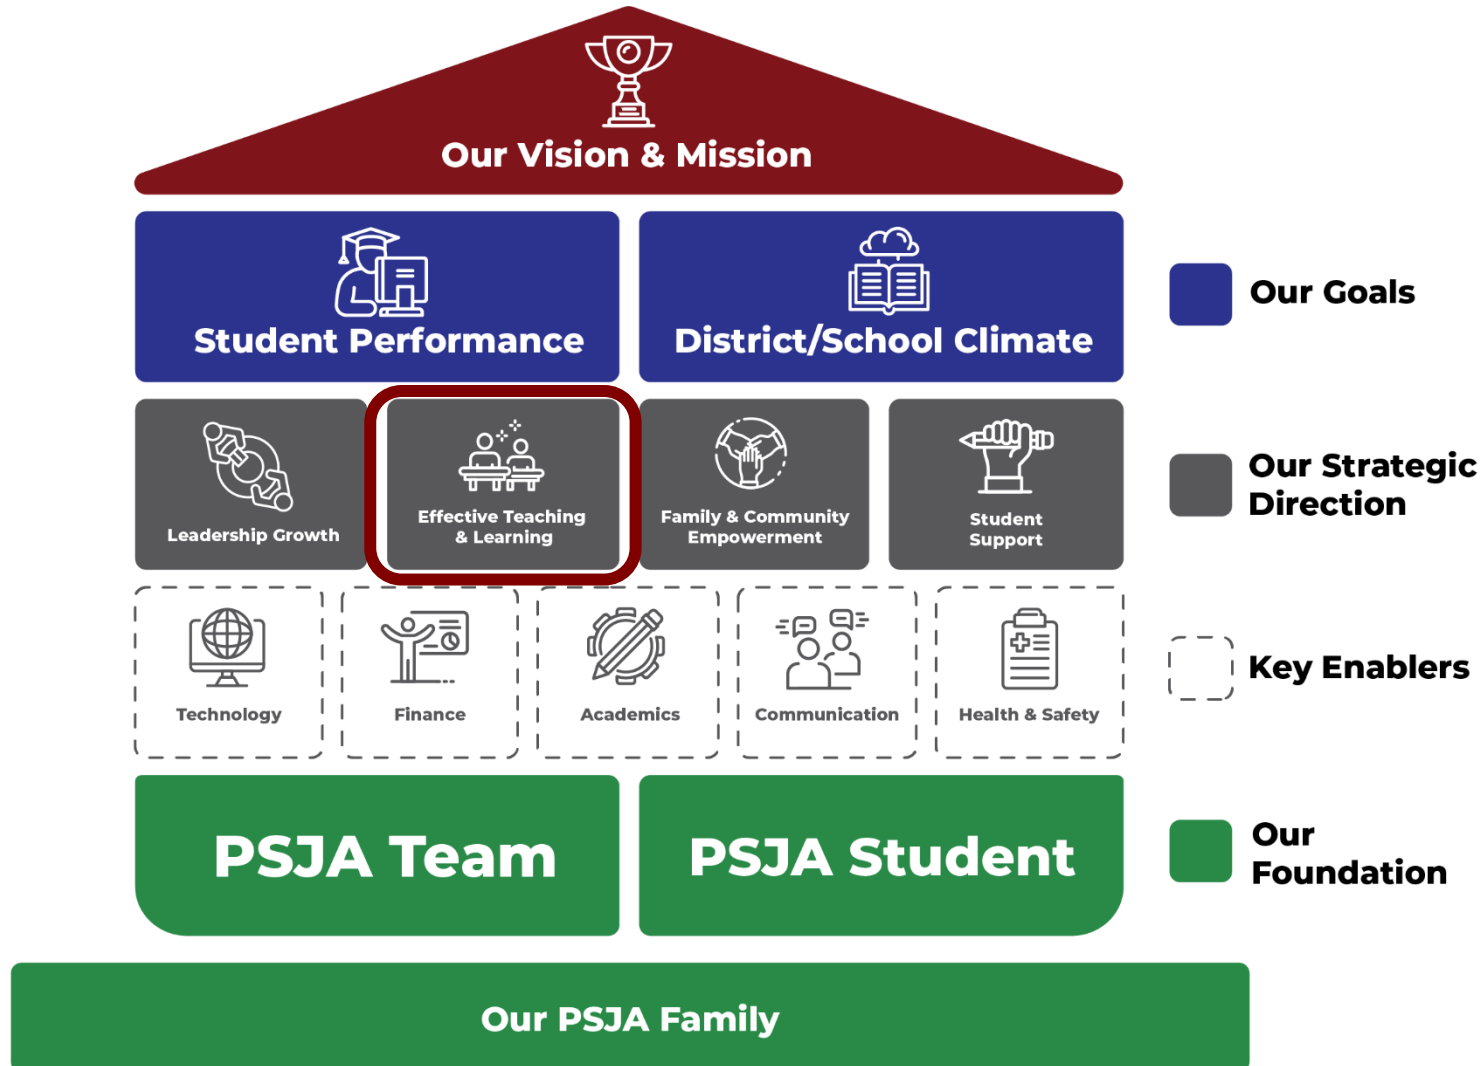 Our Vision & Mission
Student Performance
District/School Climate
Our Goals
Leadership Growth
Effective Teaching
& Learning
Family & Community
Empowerment
Student
Support
Our Strategic
Direction
Technology
Finance
Academics
Communication
Health & Safety
Key Enablers
PSJA Team
PSJA Student
Our
Foundation
Our PSJA Family